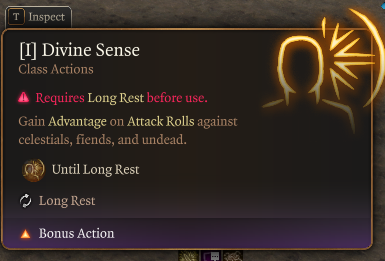 T Inspect
[I] Divine Sense
Class Actions
Requires Long Rest before use.
Gain Advantage on Attack Rolls against
celestials, fiends, and undead.
Until Long Rest
Long Rest
Bonus Action